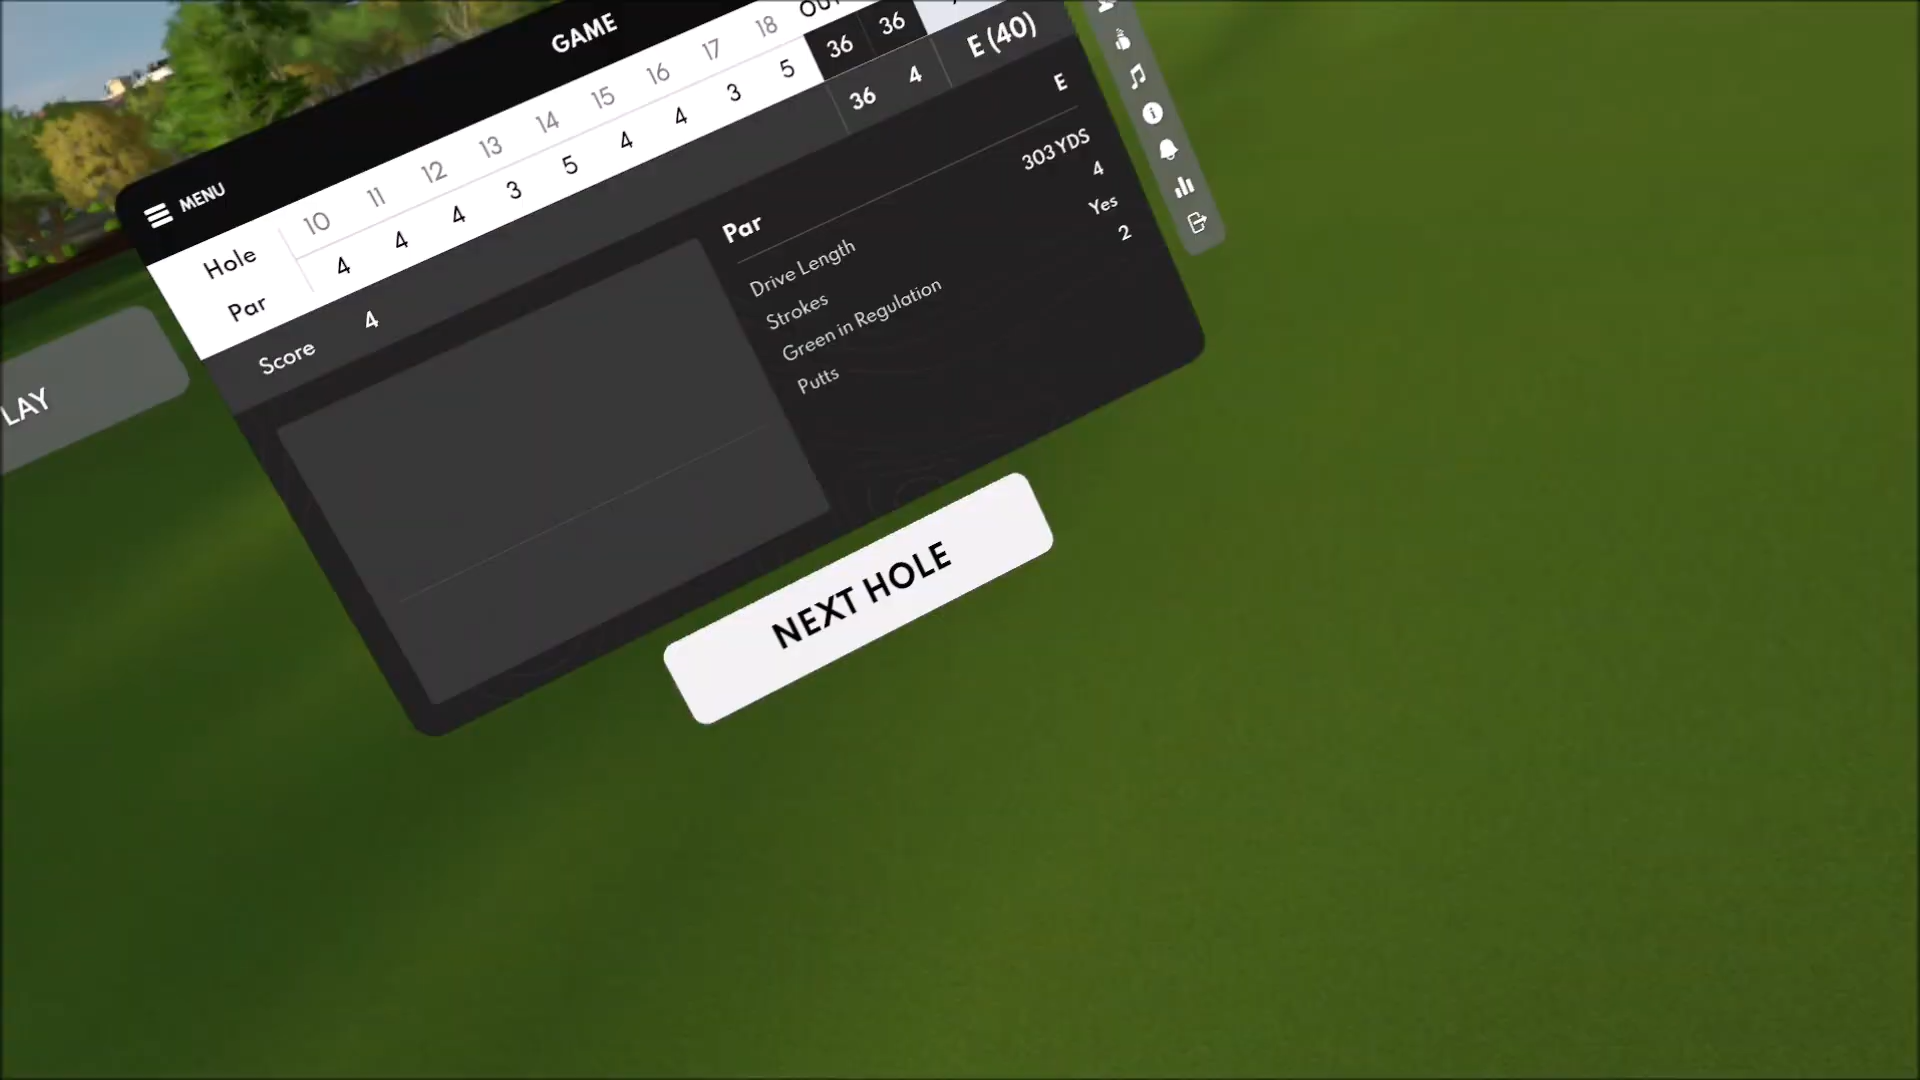 GAME
MENU
Hole 10 11 12 13 14 15 16 17 18 OU
Par 4 4 4 3 5 4 4 3 5 36 36
Score 4 36 4 E (40)
Par E
Drive Length 303 YDS
Strokes 4
Green in Regulation Yes
Putts 2
LAY
NEXT HOLE